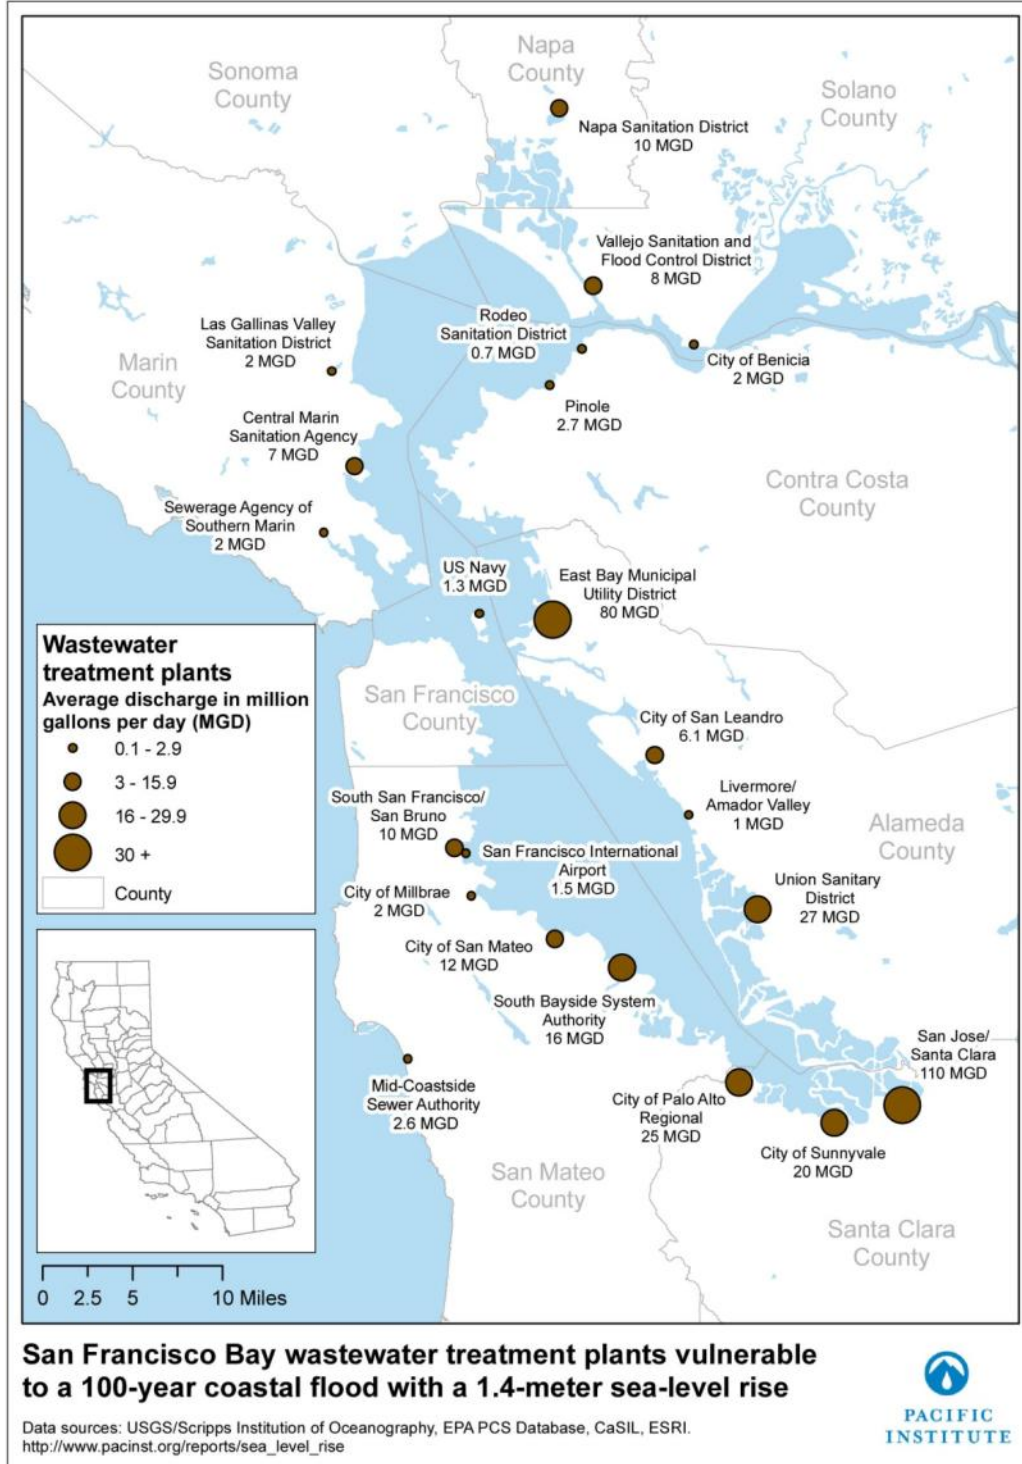 Sonoma
County
Napa
County
Solano
County
Napa Sanitation District
10 MGD
Vallejo Sanitation and
Flood Control District
8 MGD
Rodeo
Sanitation District
0.7 MGD
Las Gallinas Valley
Sanitation District
2 MGD
City of Benicia
2 MGD
Marin
County
Pinole
2.7 MGD
Central Marin
Sanitation Agency
7 MGD
Contra Costa
County
Sewerage Agency of
Southern Marin
2 MGD
US Navy
1.3 MGD
East Bay Municipal
Utility District
80 MGD
Wastewater
treatment plants
Average discharge in million
gallons per day (MGD)
0.1 - 2.9
3 - 15.9
16 - 29.9
30 +
County
San Francisco
County
City of San Leandro
6.1 MGD
Livermore/
Amador Valley
1 MGD
Alameda
County
South San Francisco/
San Bruno
10 MGD
San Francisco International
Airport
1.5 MGD
City of Millbrae
2 MGD
Union Sanitary
District
27 MGD
City of San Mateo
12 MGD
South Bayside System
Authority
16 MGD
San Jose/
Santa Clara
110 MGD
Mid-Coastside
Sewer Authority
2.6 MGD
City of Palo Alto
Regional
25 MGD
City of Sunnyvale
20 MGD
San Mateo
County
Santa Clara
County
0 2.5 5 10 Miles
San Francisco Bay wastewater treatment plants vulnerable
to a 100-year coastal flood with a 1.4-meter sea-level rise
Data sources: USGS/Scripps Institution of Oceanography, EPA PCS Database, CaSIL, ESRI.
http://www.pacinst.org/reports/sea_level_rise
PACIFIC
INSTITUTE